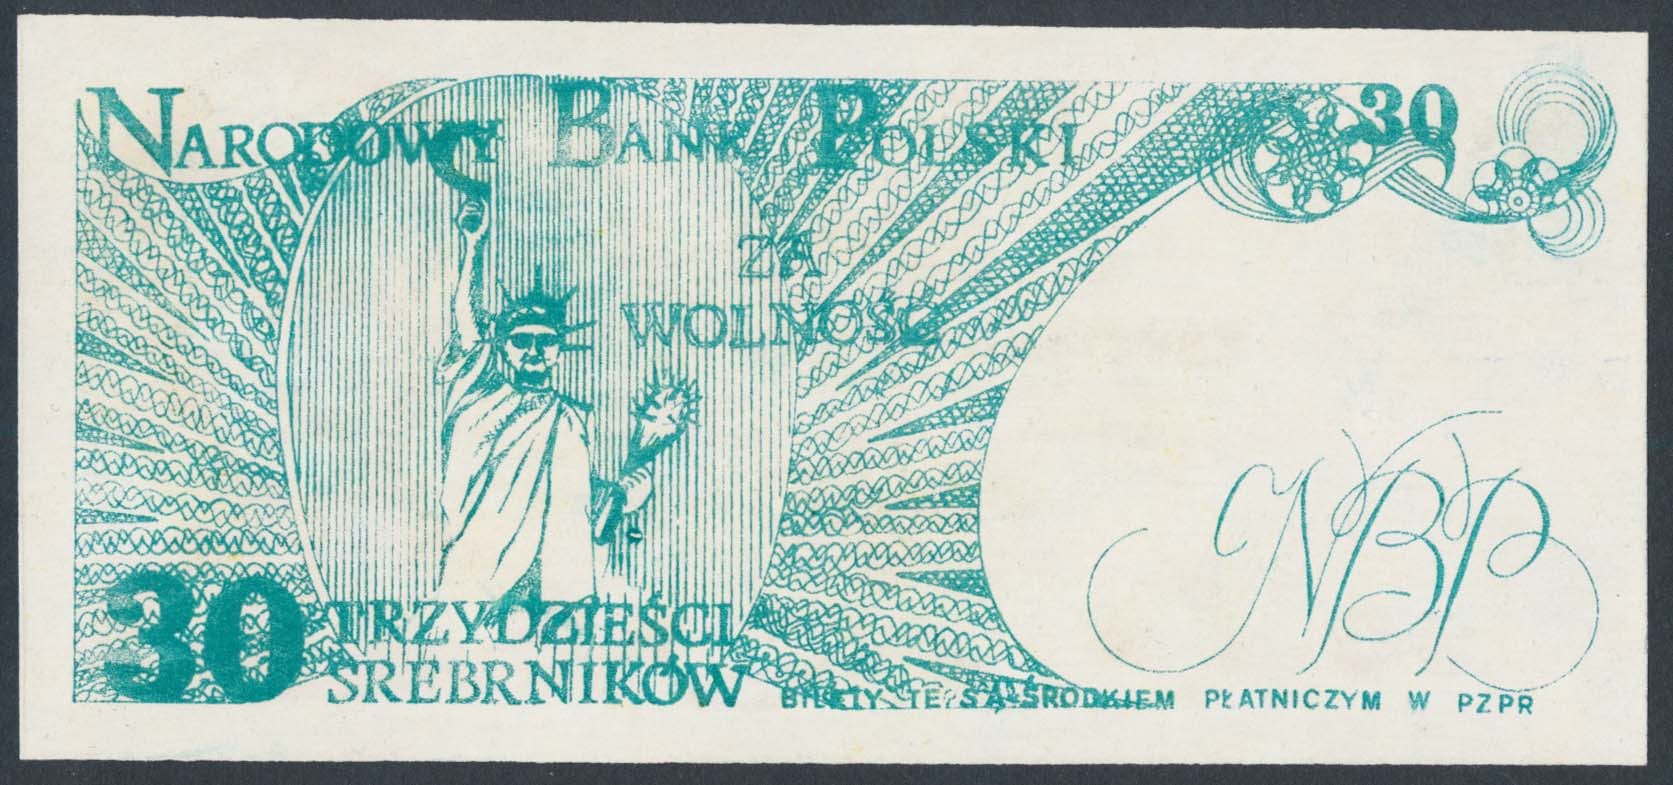 NARODOWY BANK POLSKI
30
ZA
WOLNOŚĆ
NBP
30
TRZYDZIEŚCI
SREBRNIKÓW
BILETY TE SĄ ŚRODKIEM PŁATNICZYM W PZPR